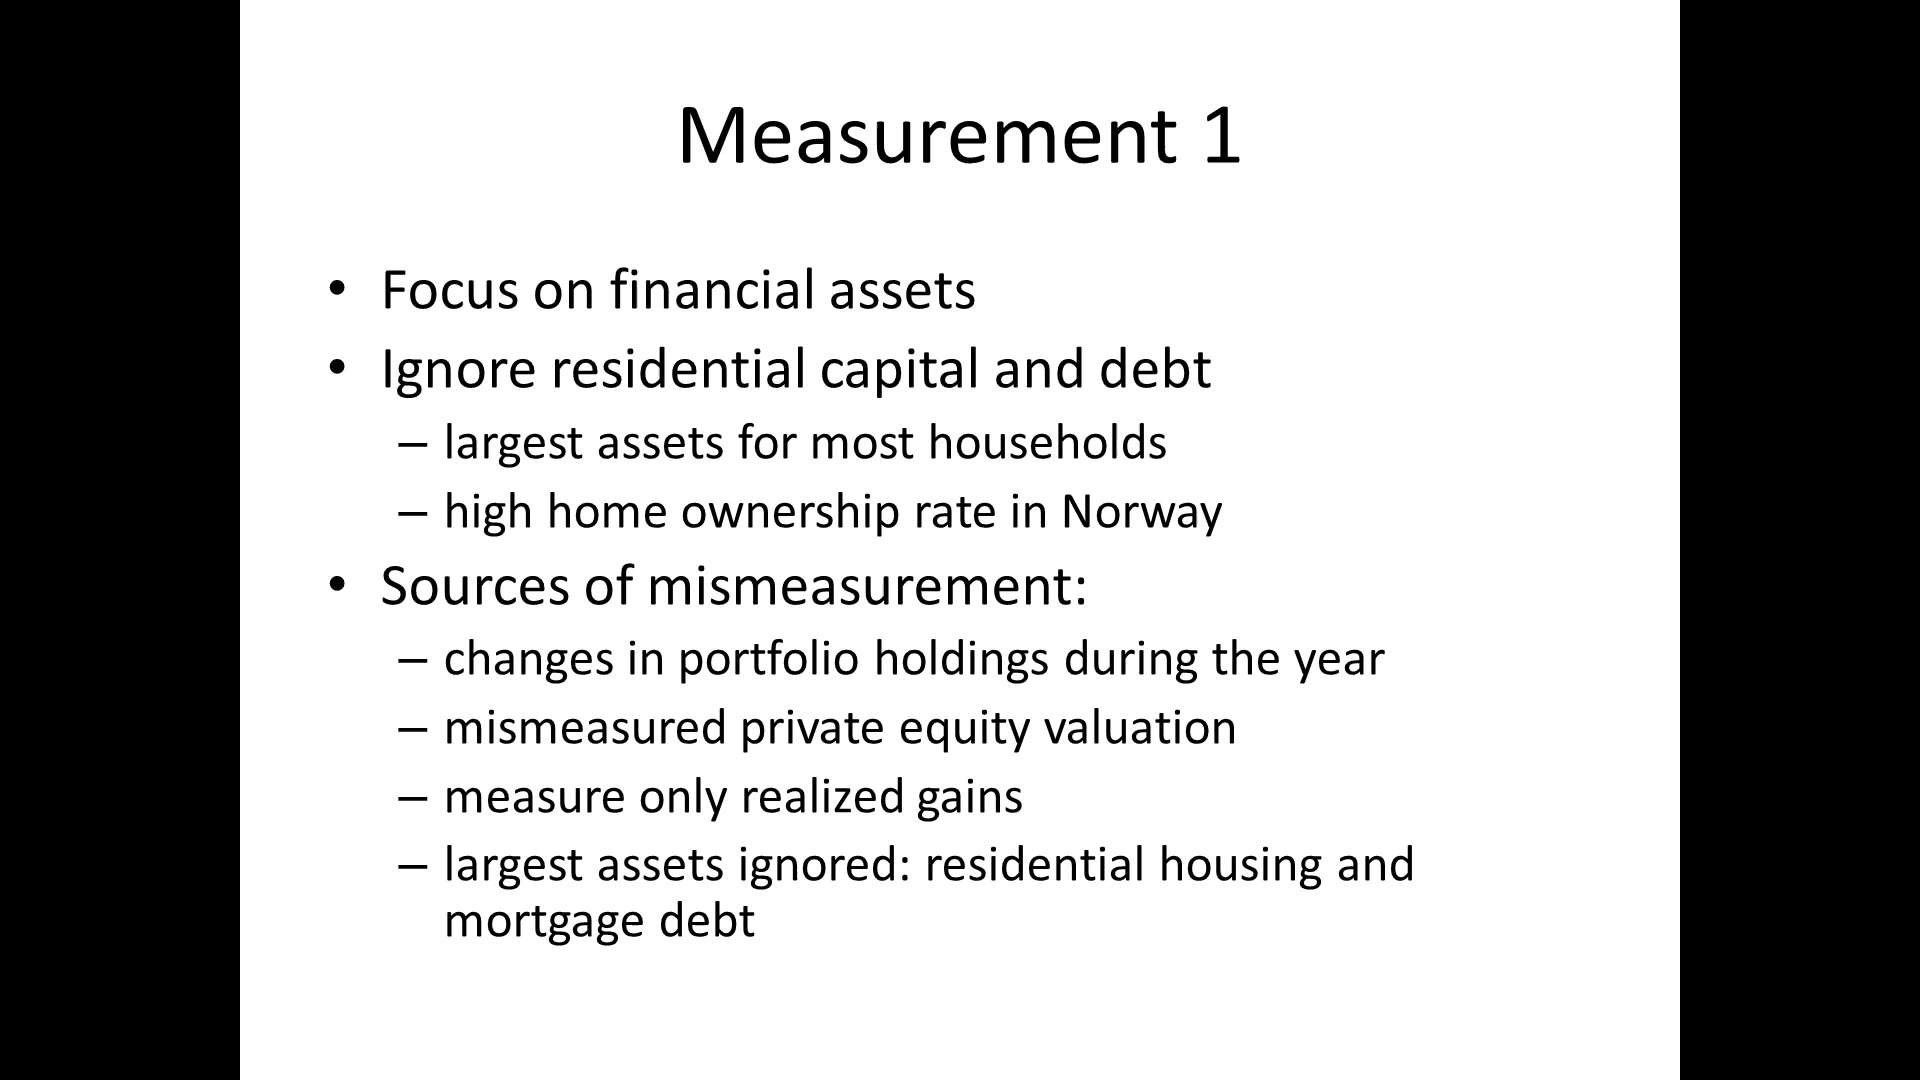 Measurement 1
• Focus on financial assets
• Ignore residential capital and debt
– largest assets for most households
– high home ownership rate in Norway
• Sources of mismeasurement:
– changes in portfolio holdings during the year
– mismeasured private equity valuation
– measure only realized gains
– largest assets ignored: residential housing and
mortgage debt